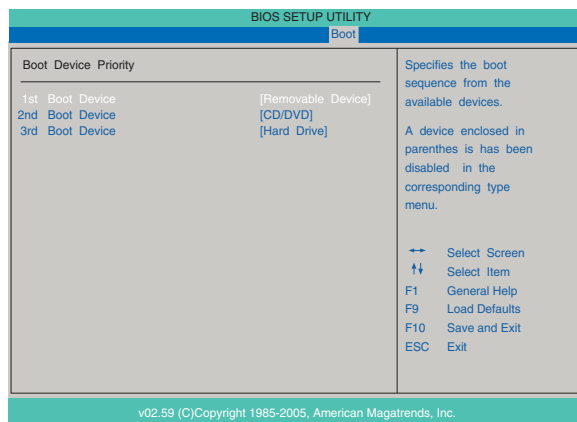 BIOS SETUP UTILITY
Boot
Boot Device Priority
1st Boot Device [Removable Device]
2nd Boot Device [CD/DVD]
3rd Boot Device [Hard Drive]
Specifies the boot
sequence from the
available devices.
A device enclosed in
parenthes is has been
disabled in the
corresponding type
menu.
↔ Select Screen
↑↓ Select Item
F1 General Help
F9 Load Defaults
F10 Save and Exit
ESC Exit
v02.59 (C)Copyright 1985-2005, American Magatrends, Inc.